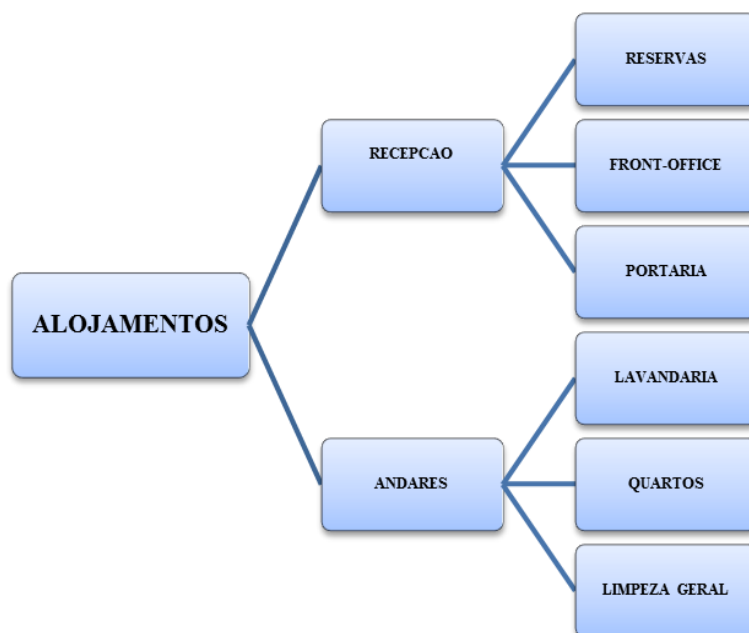 ALOJAMENTOS
RECEPCAO
RESERVAS
FRONT-OFFICE
PORTARIA
ANDARES
LAVANDARIA
QUARTOS
LIMPEZA GERAL